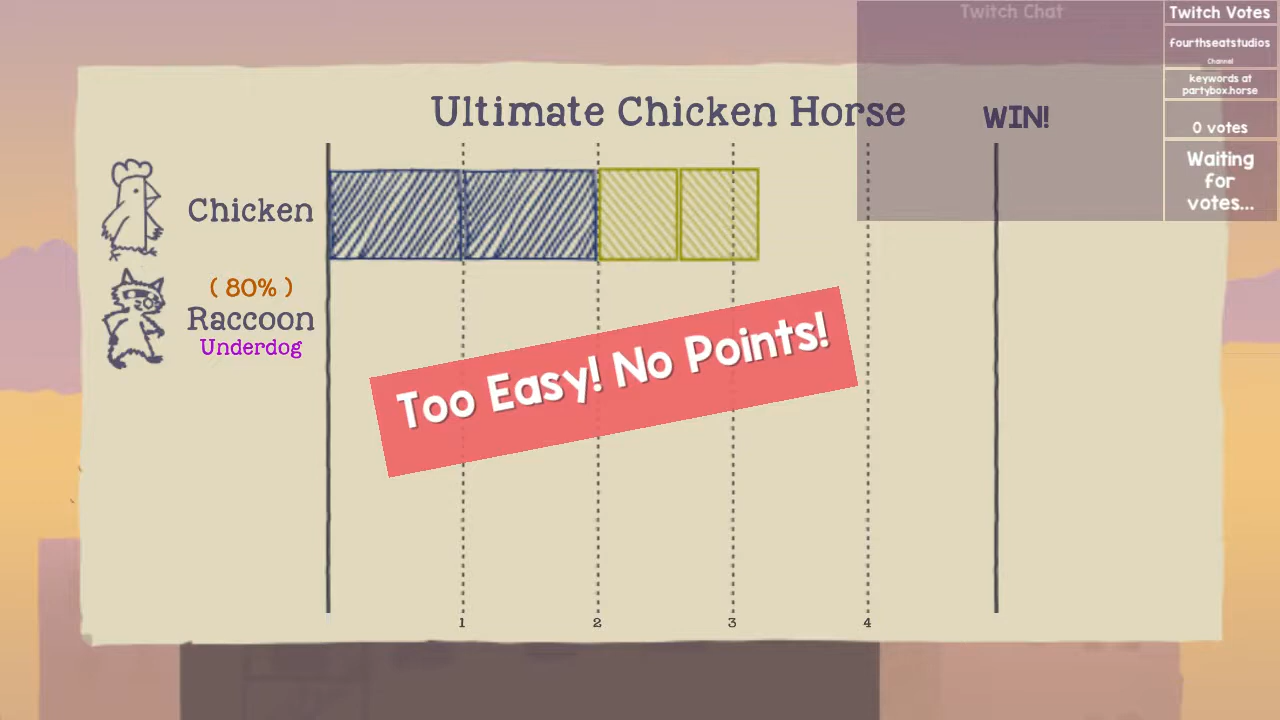 Twitch Chat
Twitch Votes
fourthseatstudios
Channel
keywords at
partybox.horse
0 votes
Waiting
for
votes...
Ultimate Chicken Horse
WIN!
Chicken
( 80% )
Raccoon
Underdog
Too Easy! No Points!
1
2
3
4